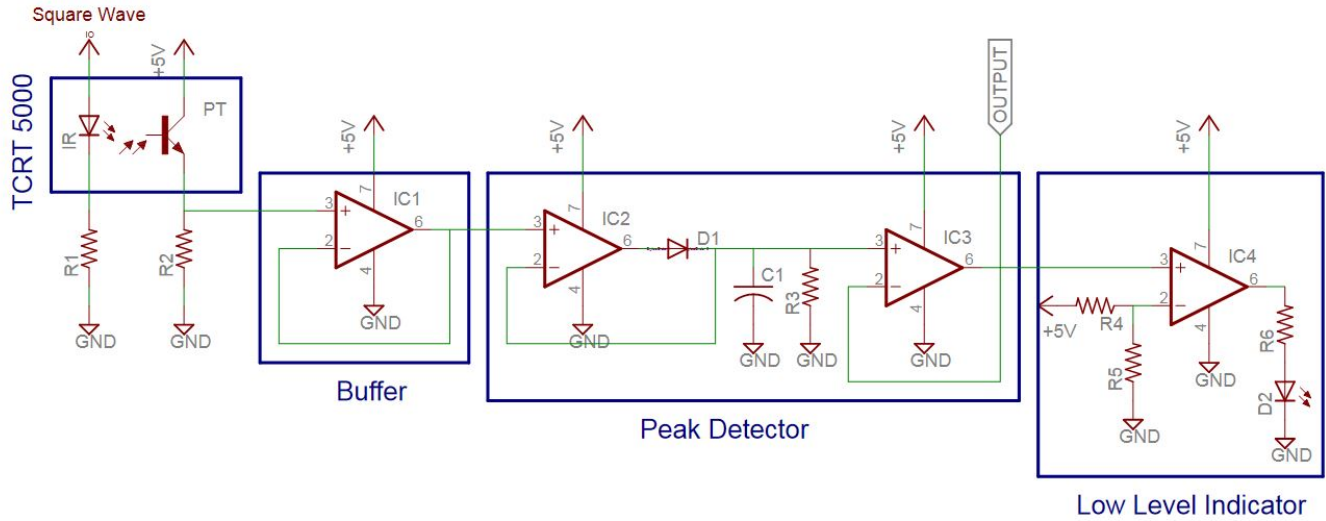 Square Wave
IO
+5V
TCRT 5000
IR
PT
R1
R2
GND
GND
+5V
3
2
7
4
6
+
-
IC1
GND
Buffer
+5V
3
2
7
4
6
+
-
IC2
GND
D1
C1
R3
GND
GND
+5V
3
2
7
4
6
+
-
IC3
GND
OUTPUT
Peak Detector
+5V
3
2
7
4
6
+
-
IC4
GND
+5V
R4
R5
GND
R6
D2
GND
Low Level Indicator